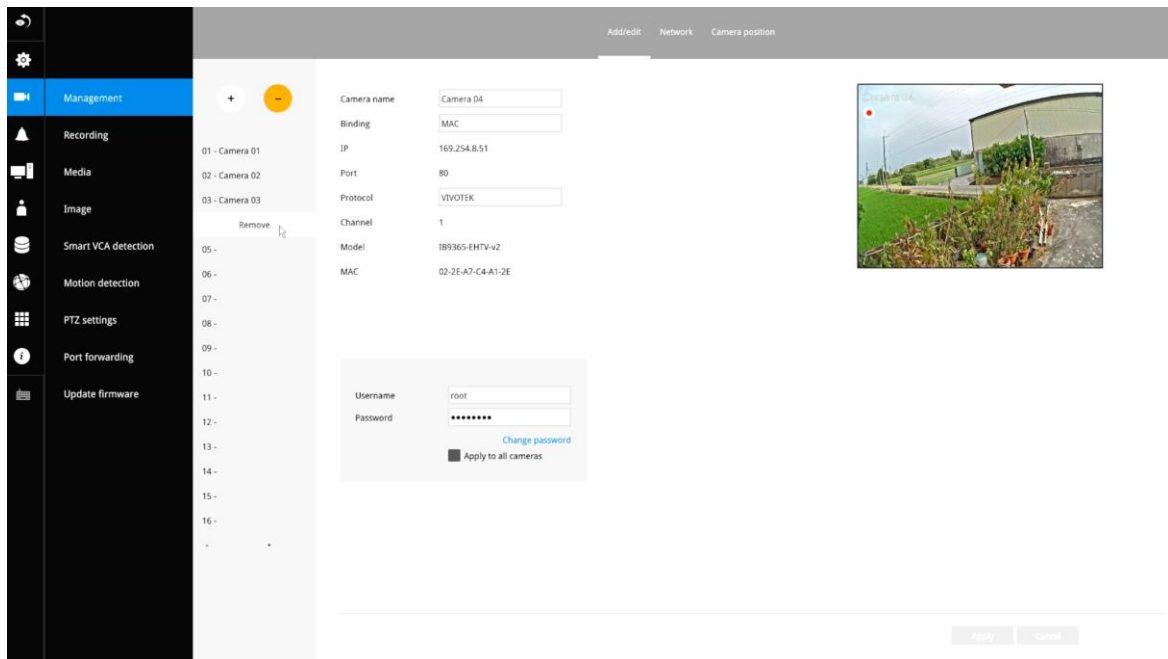 Add/edit Network Camera position
Management
Recording
Media
Image
Smart VCA detection
Motion detection
PTZ settings
Port forwarding
Update firmware
+ -
01 - Camera 01
02 - Camera 02
03 - Camera 03
Remove
05 -
06 -
07 -
08 -
09 -
10 -
11 -
12 -
13 -
14 -
15 -
16 -
Camera name Camera 04
Binding MAC
IP 169.254.8.51
Port 80
Protocol VIVOTEK
Channel 1
Model IB9365-EHTV-v2
MAC 02-2E-A7-C4-A1-2E
Username root
Password ••••••••
Change password
Apply to all cameras
Camera 04
Apply Cancel